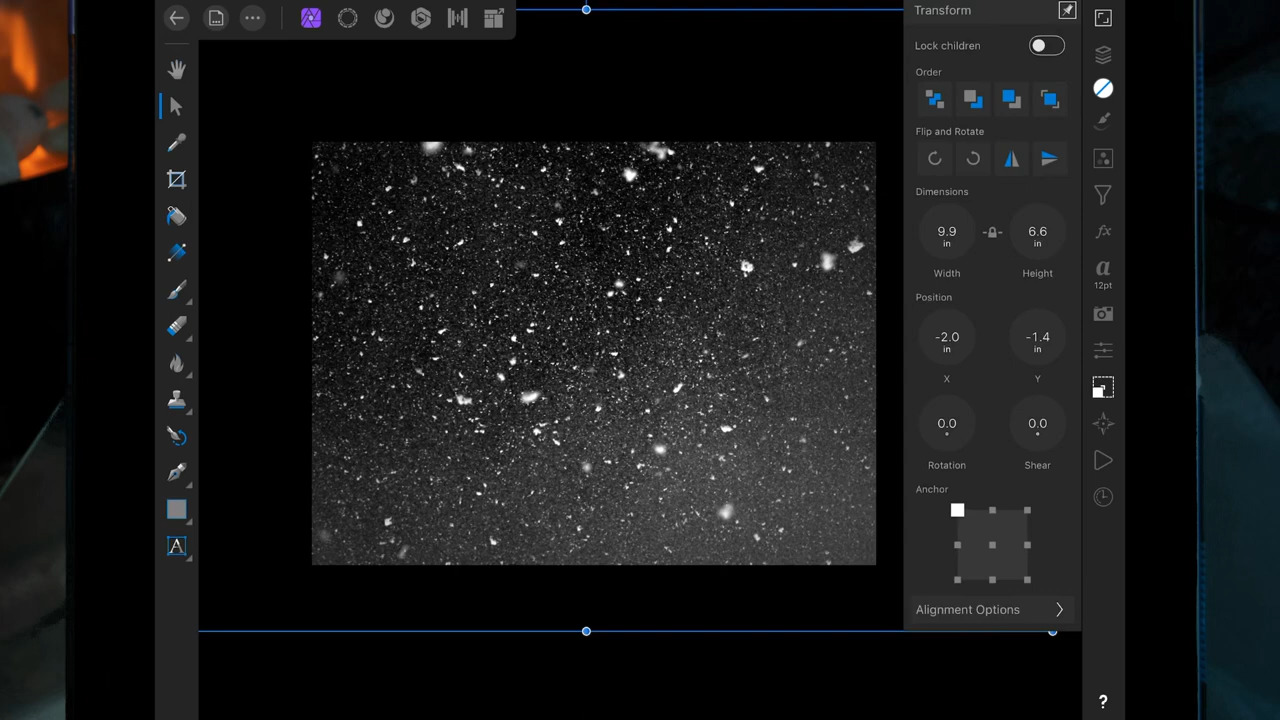 Transform
Lock children
Order
Flip and Rotate
Dimensions
9.9 in
6.6 in
Width
Height
Position
-2.0 in
-1.4 in
X
Y
0.0
0.0
Rotation
Shear
Anchor
Alignment Options
fx
a
12pt
A
?